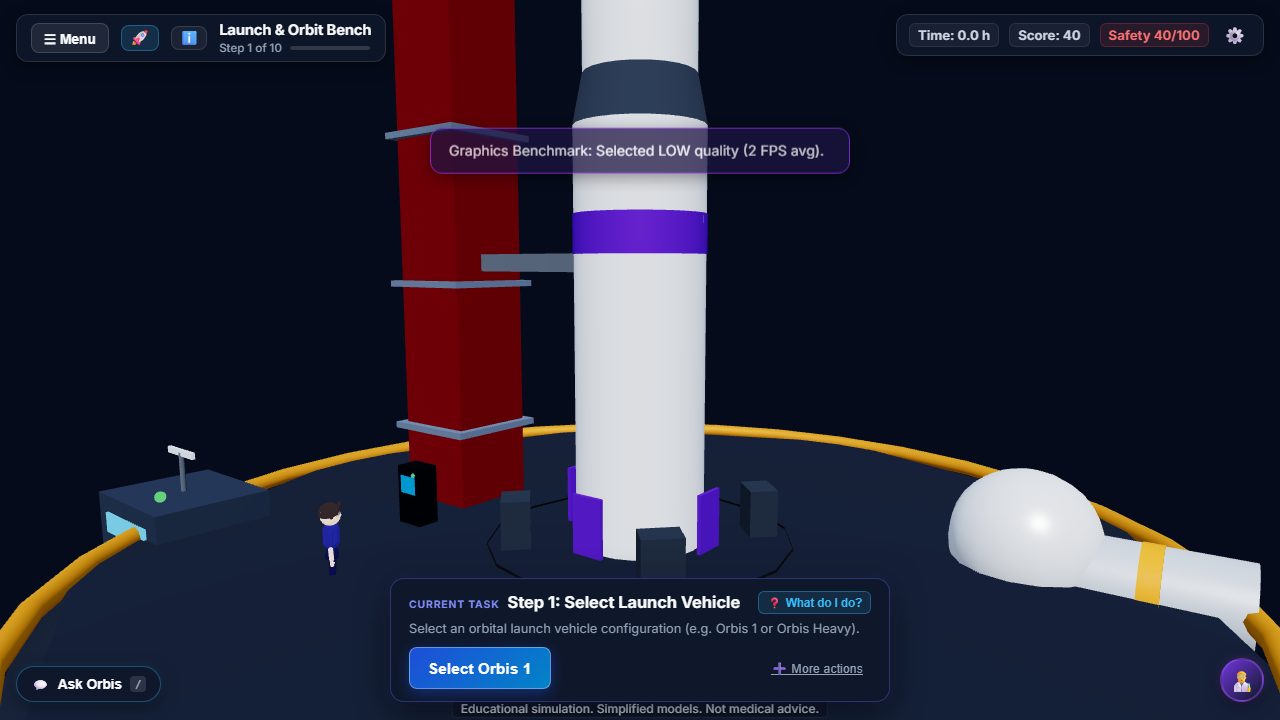 ☰ Menu
Launch & Orbit Bench
Step 1 of 10
Time: 0.0 h
Score: 40
Safety 40/100
Graphics Benchmark: Selected LOW quality (2 FPS avg).
CURRENT TASK Step 1: Select Launch Vehicle
❓ What do I do?
Select an orbital launch vehicle configuration (e.g. Orbis 1 or Orbis Heavy).
Select Orbis 1
➕ More actions
Ask Orbis /
Educational simulation. Simplified models. Not medical advice.